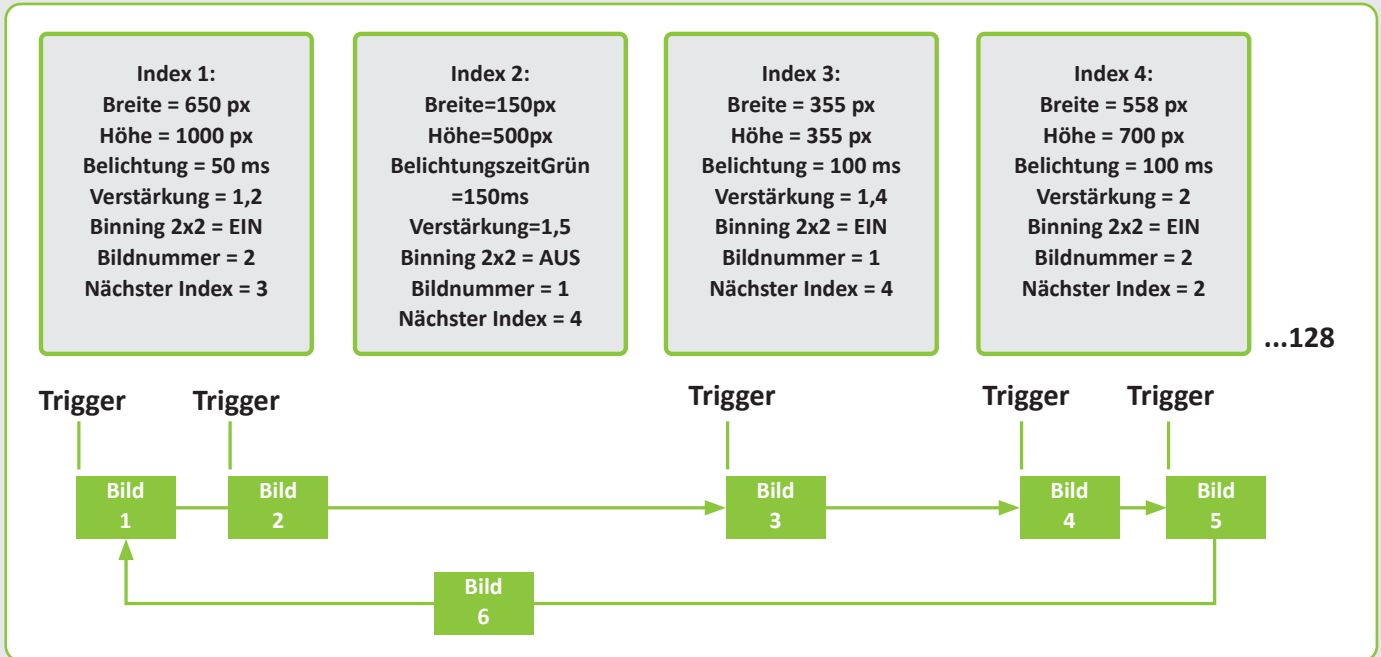 Index 1:
Breite = 650 px
Höhe = 1000 px
Belichtung = 50 ms
Verstärkung = 1,2
Binning 2x2 = EIN
Bildnummer = 2
Nächster Index = 3
Index 2:
Breite=150px
Höhe=500px
BelichtungszeitGrün
=150ms
Verstärkung=1,5
Binning 2x2 = AUS
Bildnummer = 1
Nächster Index = 4
Index 3:
Breite = 355 px
Höhe = 355 px
Belichtung = 100 ms
Verstärkung = 1,4
Binning 2x2 = EIN
Bildnummer = 1
Nächster Index = 4
Index 4:
Breite = 558 px
Höhe = 700 px
Belichtung = 100 ms
Verstärkung = 2
Binning 2x2 = EIN
Bildnummer = 2
Nächster Index = 2
...128
Trigger
Trigger
Trigger
Trigger
Trigger
Bild
1
Bild
2
Bild
3
Bild
4
Bild
5
Bild
6